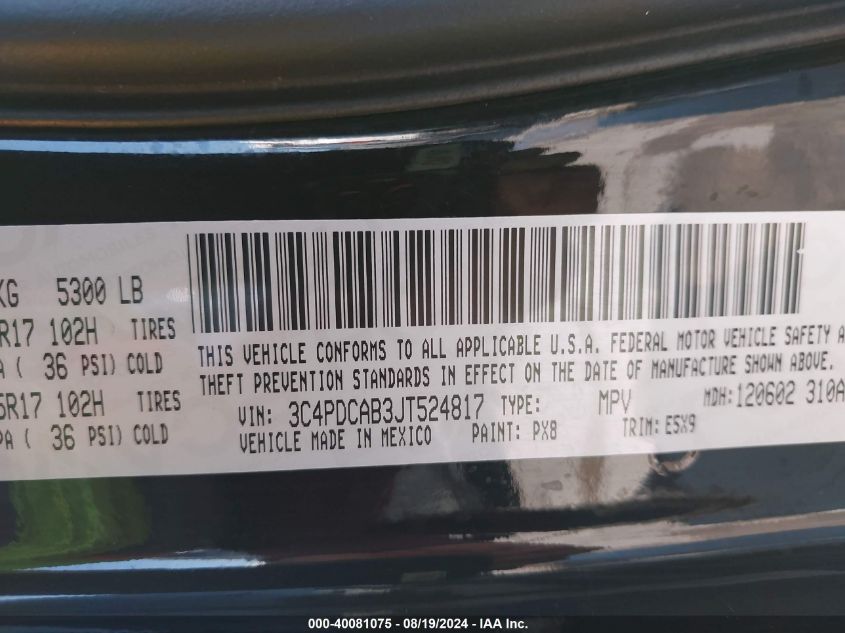 KG 5300 LB
R17 102H TIRES
A ( 36 PSI) COLD
5R17 102H
PA ( 36 PSI) COLD
THIS VEHICLE CONFORMS TO ALL APPLICABLE U.S.A. FEDERAL MOTOR VEHICLE SAFETY A
THEFT PREVENTION STANDARDS IN EFFECT ON THE DATE OF MANUFACTURE SHOWN ABOVE.
VIN: 3C4PDCAB3JT524817 TYPE: MPV MDH:120602 310A
VEHICLE MADE IN MEXICO PAINT: PX8 TRIM: E5X9
000-40081075 - 08/19/2024 - IAA Inc.